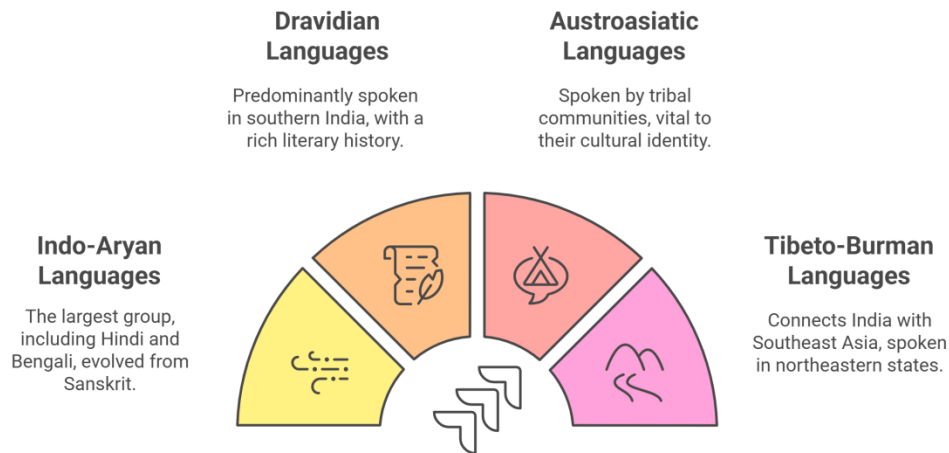 Dravidian
Languages
Predominantly spoken
in southern India, with a
rich literary history.
Austroasiatic
Languages
Spoken by tribal
communities, vital to
their cultural identity.
Indo-Aryan
Languages
The largest group,
including Hindi and
Bengali, evolved from
Sanskrit.
Tibeto-Burman
Languages
Connects India with
Southeast Asia, spoken
in northeastern states.